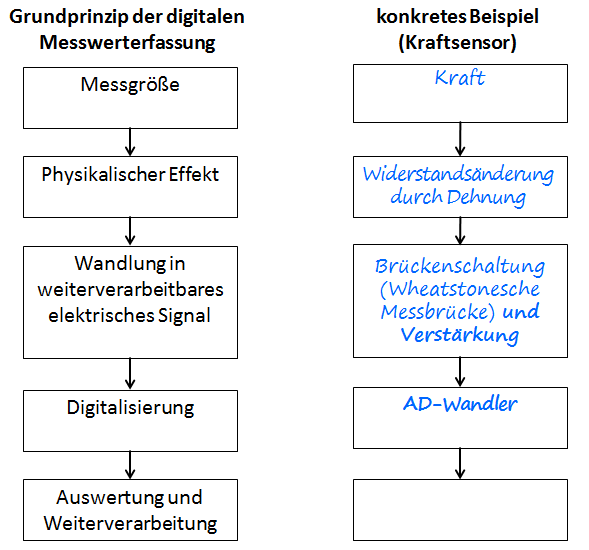 Grundprinzip der digitalen
Messwerterfassung
Messgröße
Physikalischer Effekt
Wandlung in
weiterverarbeitbares
elektrisches Signal
Digitalisierung
Auswertung und
Weiterverarbeitung
konkretes Beispiel
(Kraftsensor)
Kraft
Widerstandsänderung
durch Dehnung
Brückenschaltung
(Wheatstonesche
Messbrücke) und
Verstärkung
AD-Wandler